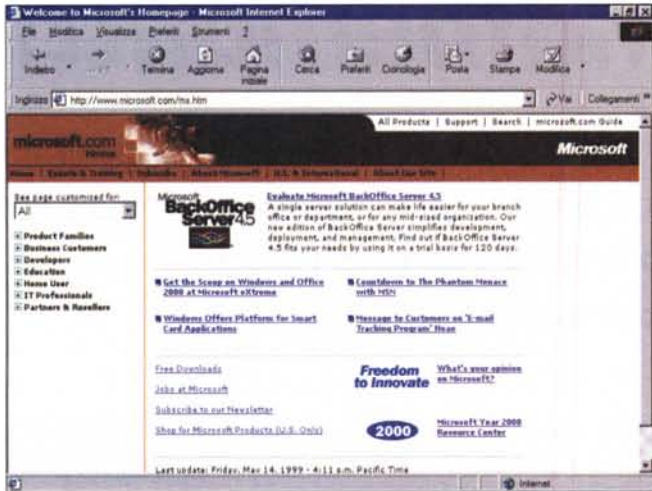 Welcome to Microsoft's Homepage - Microsoft Internet Explorer
File Modifica Visualizza Preferiti Strumenti ?
Indietro Termina Aggiorna Pagina iniziale Cerca Preferiti Cronologia Posta Stampa Modifica
Indirizzo http://www.microsoft.com/ms.htm Vai Collegamenti
All Products | Support | Search | microsoft.com Guide
microsoft.com
Home
Microsoft
Home | Events & Training | Subscribe | About Microsoft | U.S. & International | About Our Site |
See page customized for:
All
Product Families
Business Customers
Developers
Education
Home User
IT Professionals
Partners & Resellers
Microsoft
BackOffice
Server 4.5
Evaluate Microsoft BackOffice Server 4.5
A single server solution can make life easier for your branch
office or department, or for any mid-sized organization. Our
new edition of BackOffice Server simplifies development,
deployment, and management. Find out if BackOffice Server
4.5 fits your needs by using it on a trial basis for 120 days.
Get the Scoop on Windows and Office
2000 at Microsoft eXtreme
Countdown to The Phantom Menace
with MSN
Windows Offers Platform for Smart
Card Applications
Message to Customers on 'E-mail
Tracking Program' Hoax
Free Downloads
Jobs at Microsoft
Subscribe to our Newsletter
Shop for Microsoft Products (U.S. Only)
Freedom
to Innovate
What's your opinion
on Microsoft?
2000
Microsoft Year 2000
Resource Center
Last update: Friday, May 14, 1999 - 4:11 p.m. Pacific Time
Internet